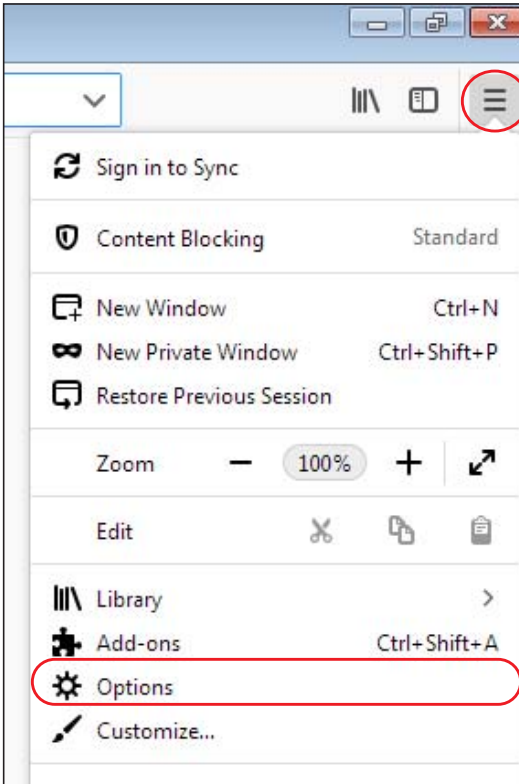 Sign in to Sync
Content Blocking Standard
New Window Ctrl+N
New Private Window Ctrl+Shift+P
Restore Previous Session
Zoom 100%
Edit
Library
Add-ons Ctrl+Shift+A
Options
Customize...